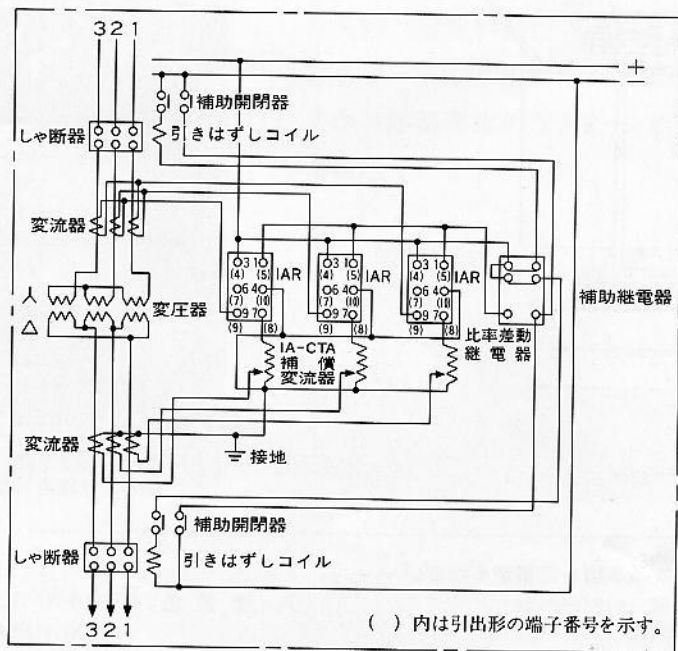 3 2 1
＋
－
補助開閉器
しゃ断器
引きはずしコイル
変流器
3 1
(4) (5)
6 4
(7) (10)
9 7
(9) (8)
IAR
3 1
(4) (5)
6 4
(7) (10)
9 7
(9) (8)
IAR
3 1
(4) (5)
6 4
(7) (10)
9 7
(9) (8)
IAR
人
△
変圧器
補助継電器
比率差動
継電器
IA-CTA
補償
変流器
変流器
接地
補助開閉器
しゃ断器
引きはずしコイル
3 2 1
( ) 内は引出形の端子番号を示す。